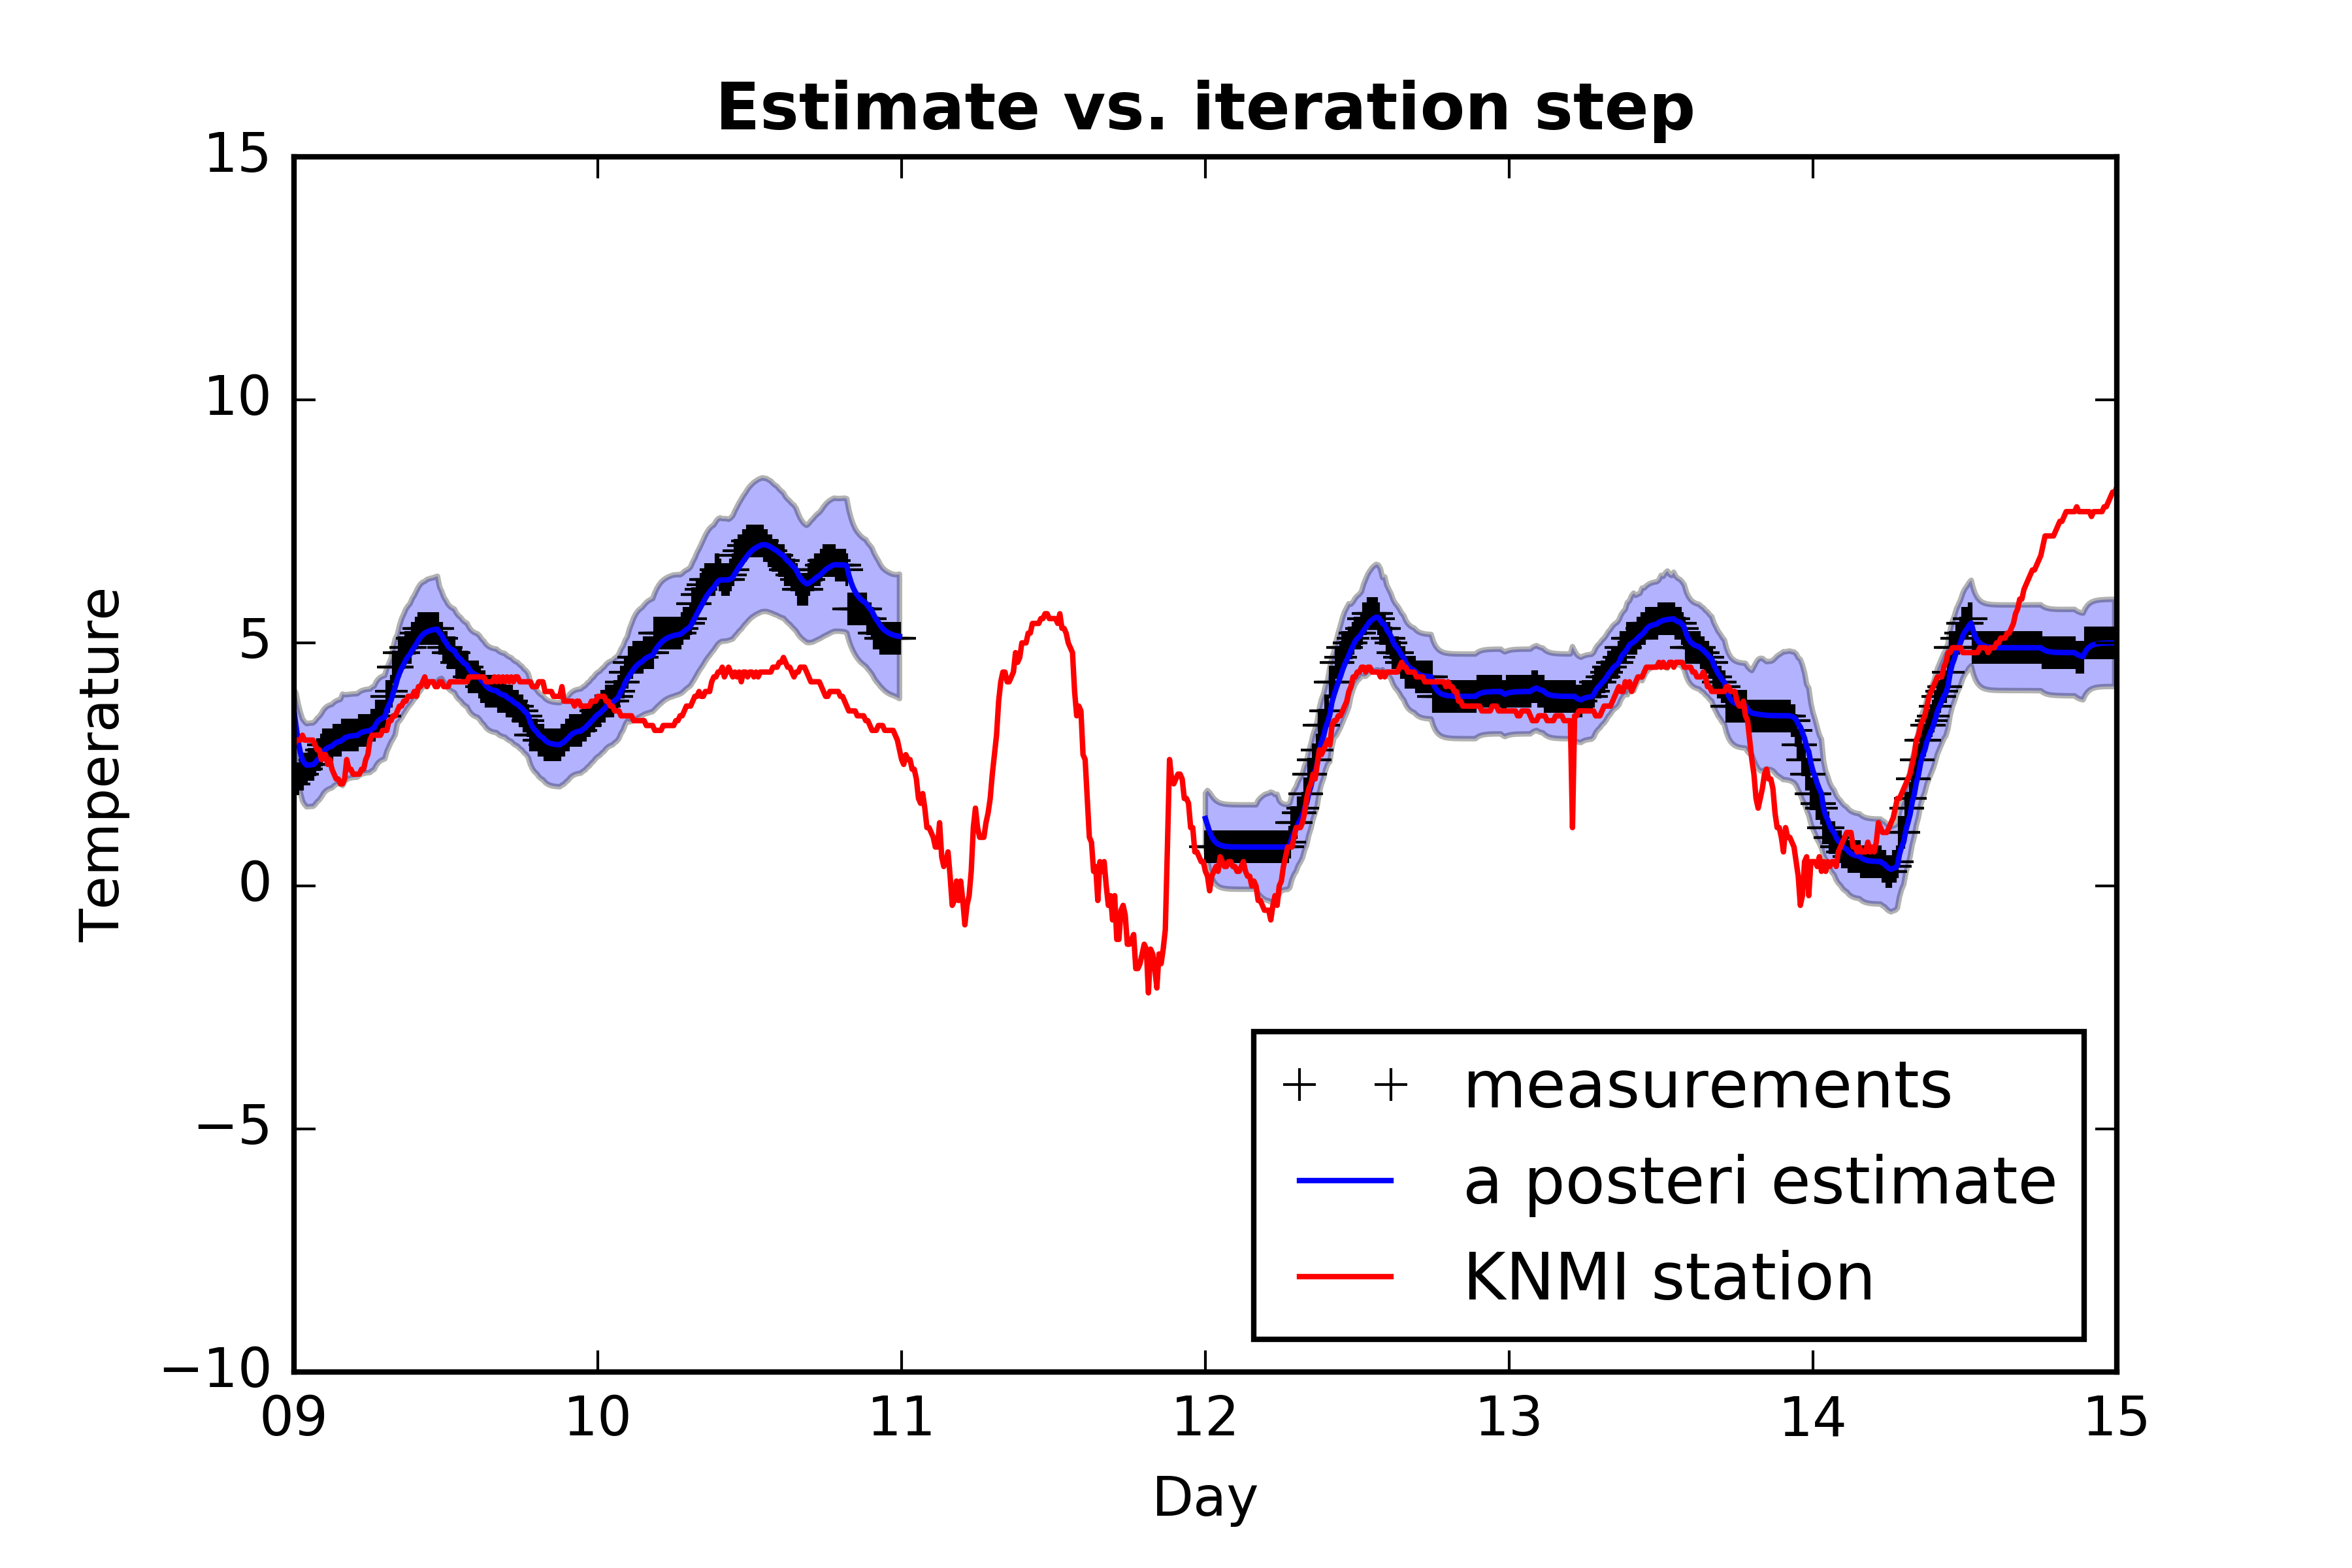 Estimate vs. iteration step
15
10
5
0
−5
−10
Temperature
measurements
a posteri estimate
KNMI station
09 10 11 12 13 14 15
Day